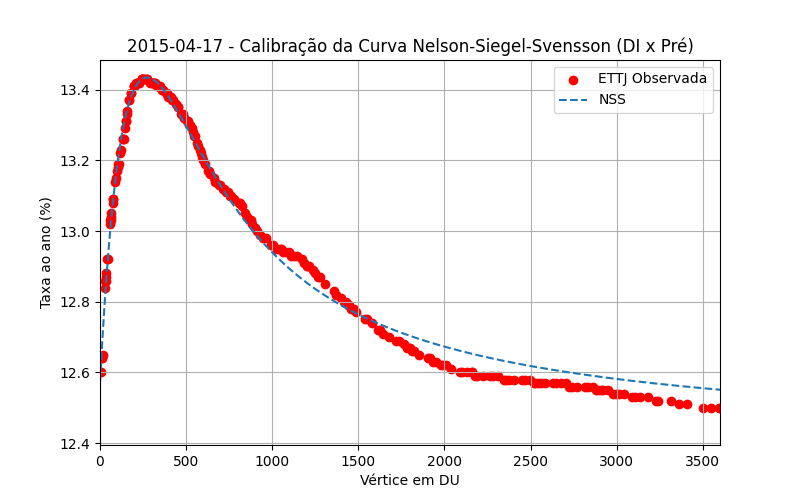 2015-04-17 - Calibração da Curva Nelson-Siegel-Svensson (DI x Pré)
ETTJ Observada
NSS
Taxa ao ano (%)
13.4
13.2
13.0
12.8
12.6
12.4
0 500 1000 1500 2000 2500 3000 3500
Vértice em DU